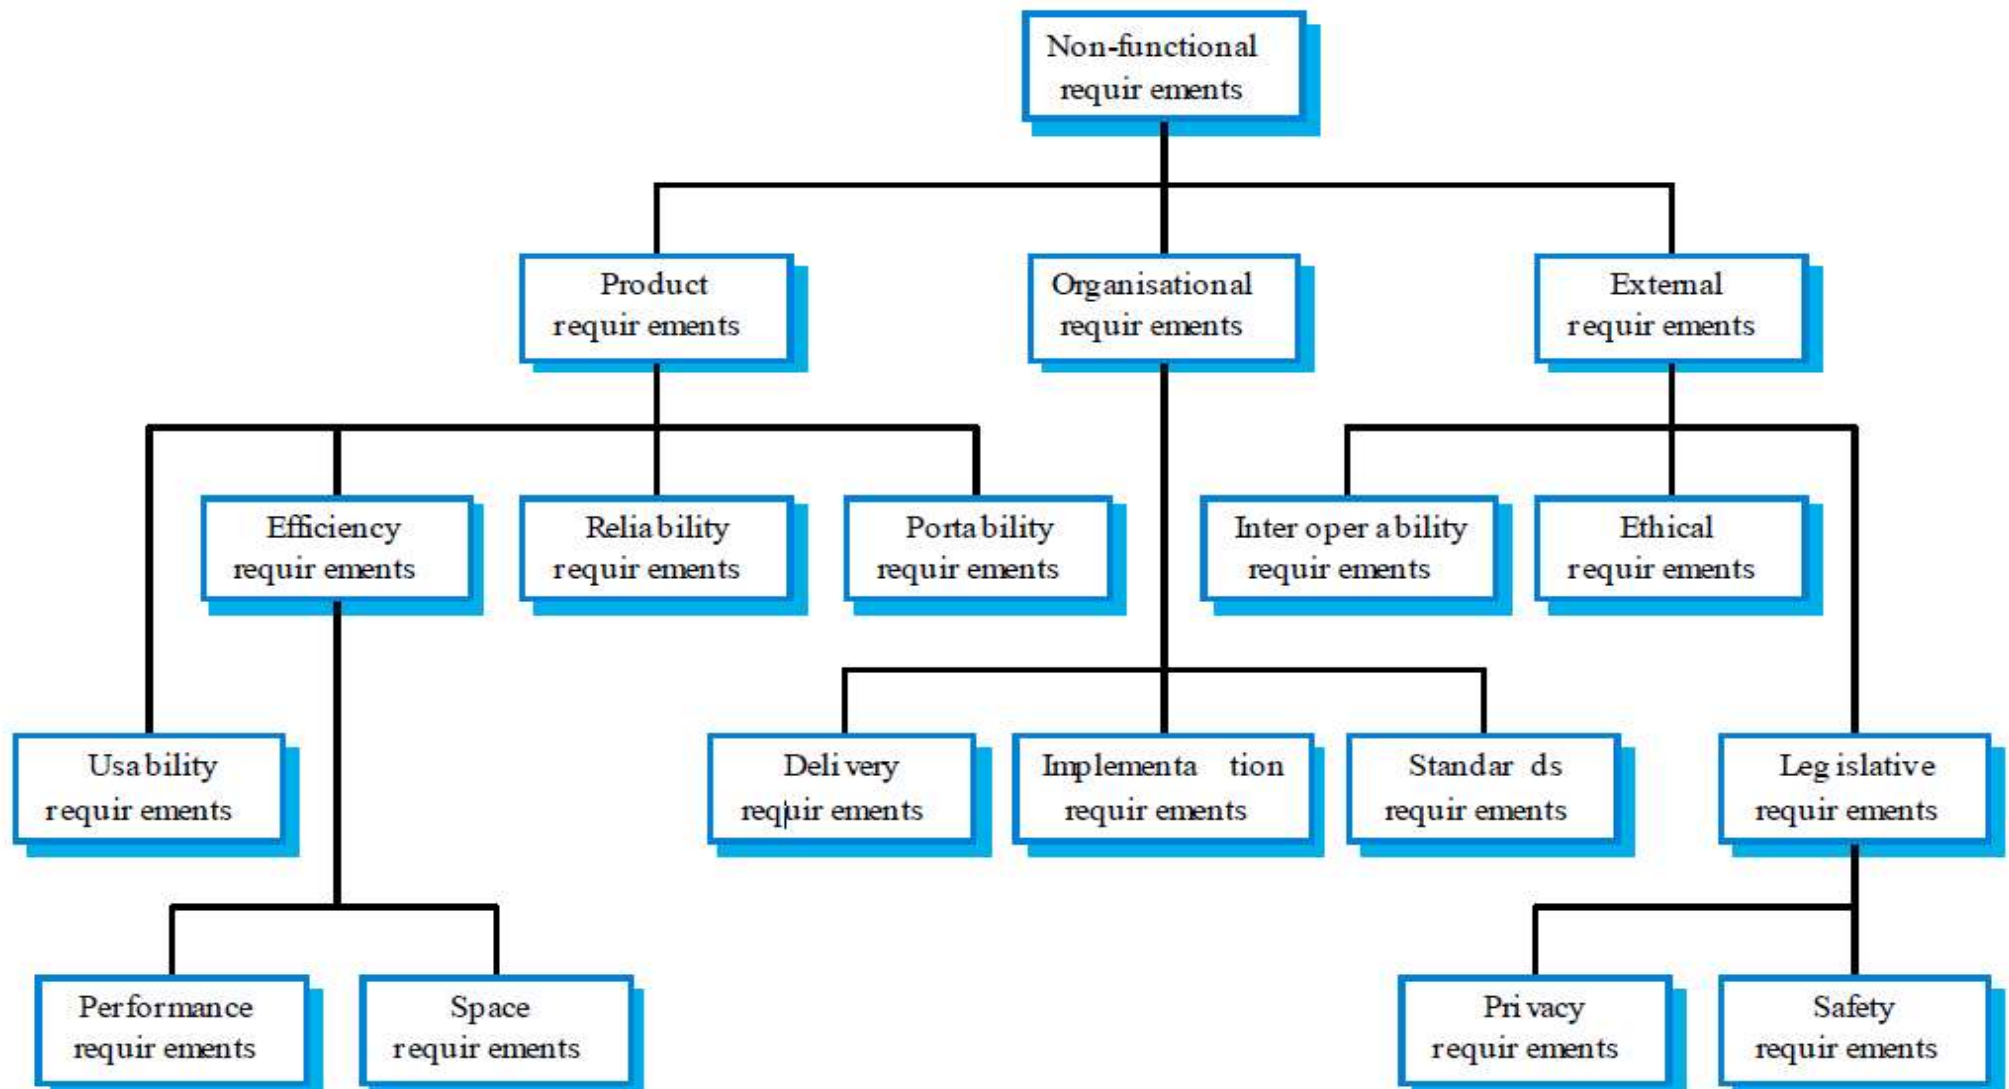 Non-functional
requir ements
Product
requir ements
Organisational
requir ements
External
requir ements
Efficiency
requir ements
Relia bility
requir ements
Porta bility
requir ements
Inter oper a bility
requir ements
Ethical
requir ements
Usa bility
requir ements
Deli very
requir ements
Implementa tion
requir ements
Standar ds
requir ements
Leg islative
requir ements
Performance
requir ements
Space
requir ements
Pri vacy
requir ements
Safety
requir ements